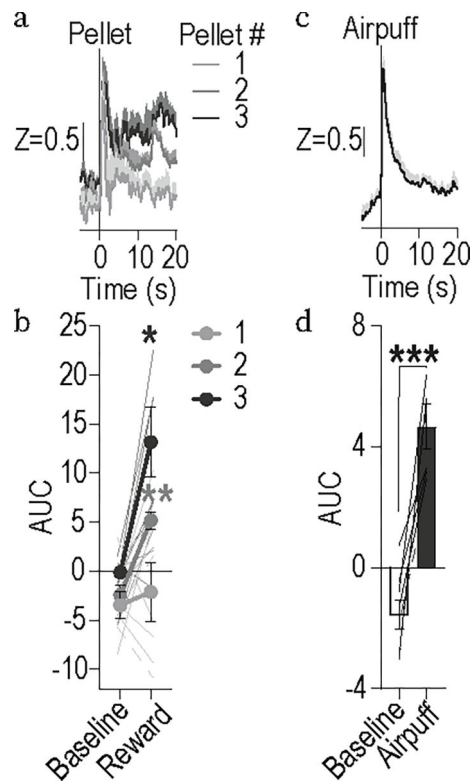 a
Pellet
Pellet #
1
2
3
Z=0.5
0 10 20
Time (s)
c
Airpuff
Z=0.5
0 10 20
Time (s)
b
25
20
15
10
5
0
-5
-10
AUC
*
**
1
2
3
Baseline
Reward
d
8
4
0
-4
AUC
***
Baseline
Airpuff